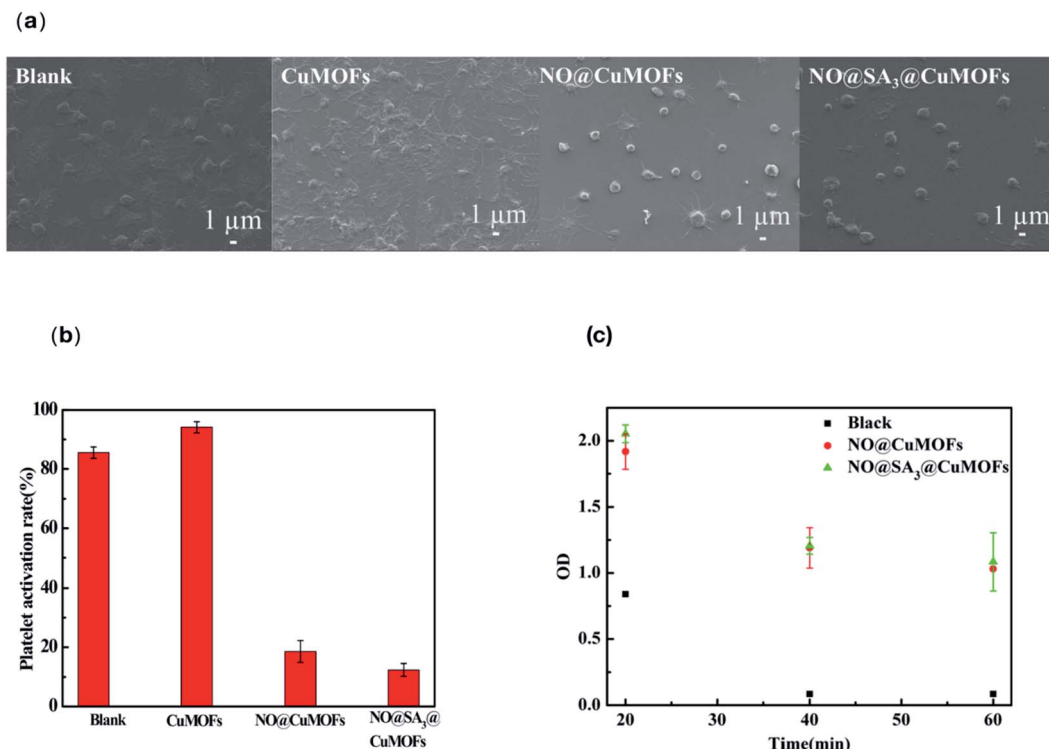 (a)
Blank
CuMOFs
NO@CuMOFs
NO@SA₃@CuMOFs
1 μm
1 μm
1 μm
1 μm
(b)
Platelet activation rate(%)
100
80
60
40
20
0
Blank
CuMOFs
NO@CuMOFs
NO@SA₃@
CuMOFs
(c)
OD
2.0
1.5
1.0
0.5
0.0
Black
NO@CuMOFs
NO@SA₃@CuMOFs
20
30
40
50
60
Time(min)